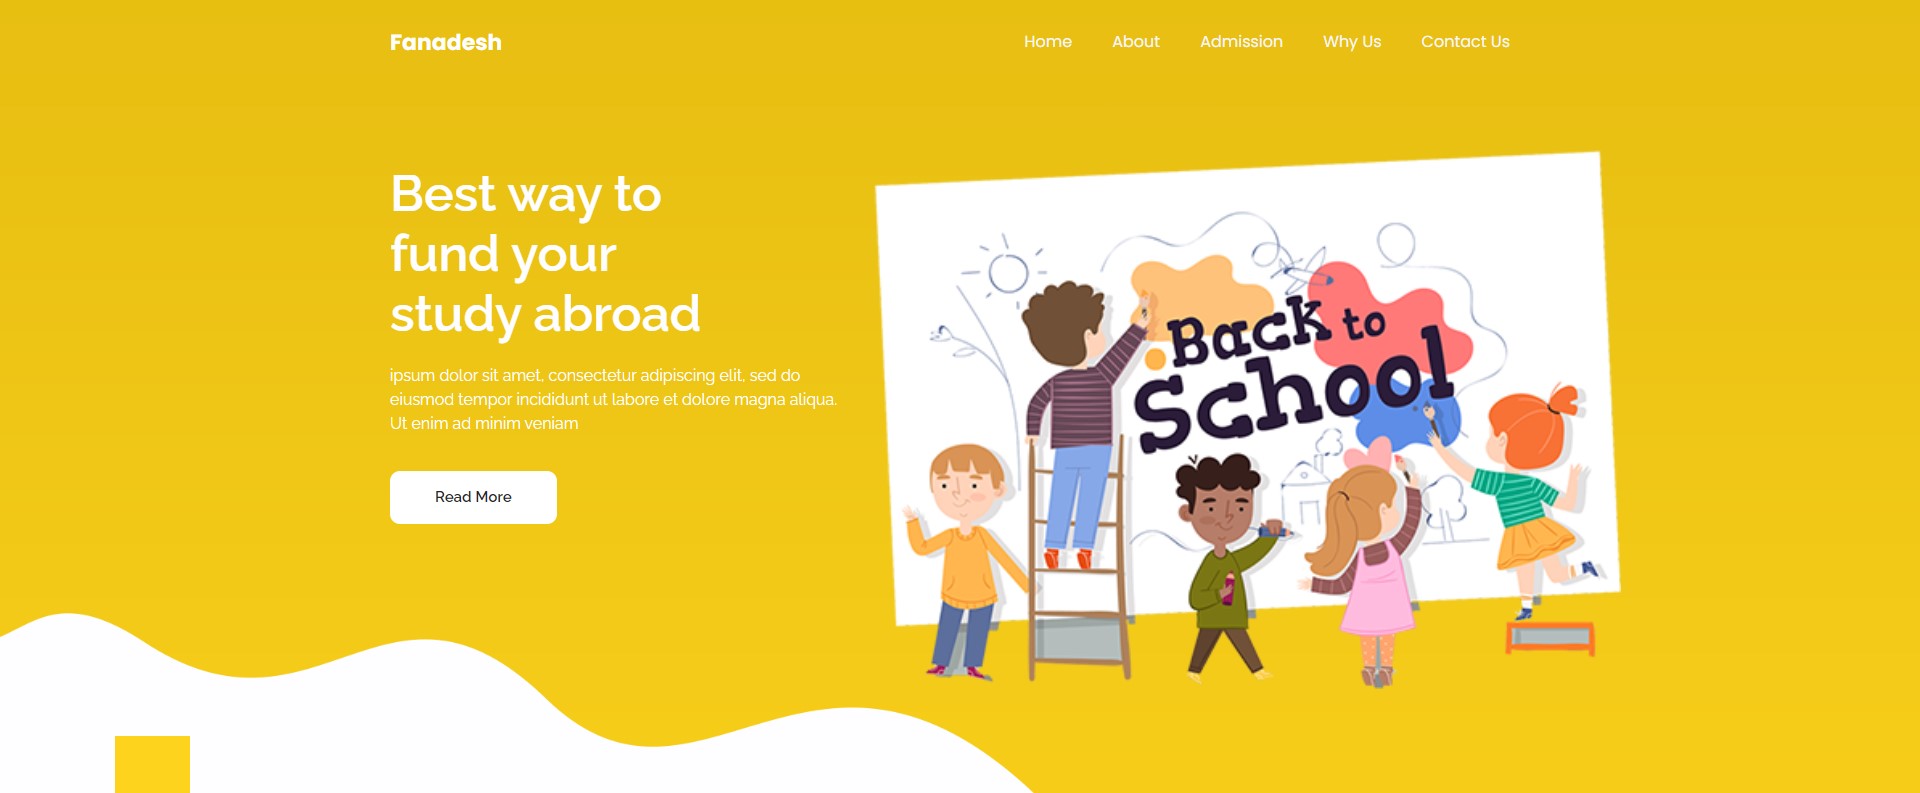 Fanadesh
Home About Admission Why Us Contact Us
Best way to
fund your
study abroad
ipsum dolor sit amet, consectetur adipiscing elit, sed do
eiusmod tempor incididunt ut labore et dolore magna aliqua.
Ut enim ad minim veniam
Read More
Back to
School